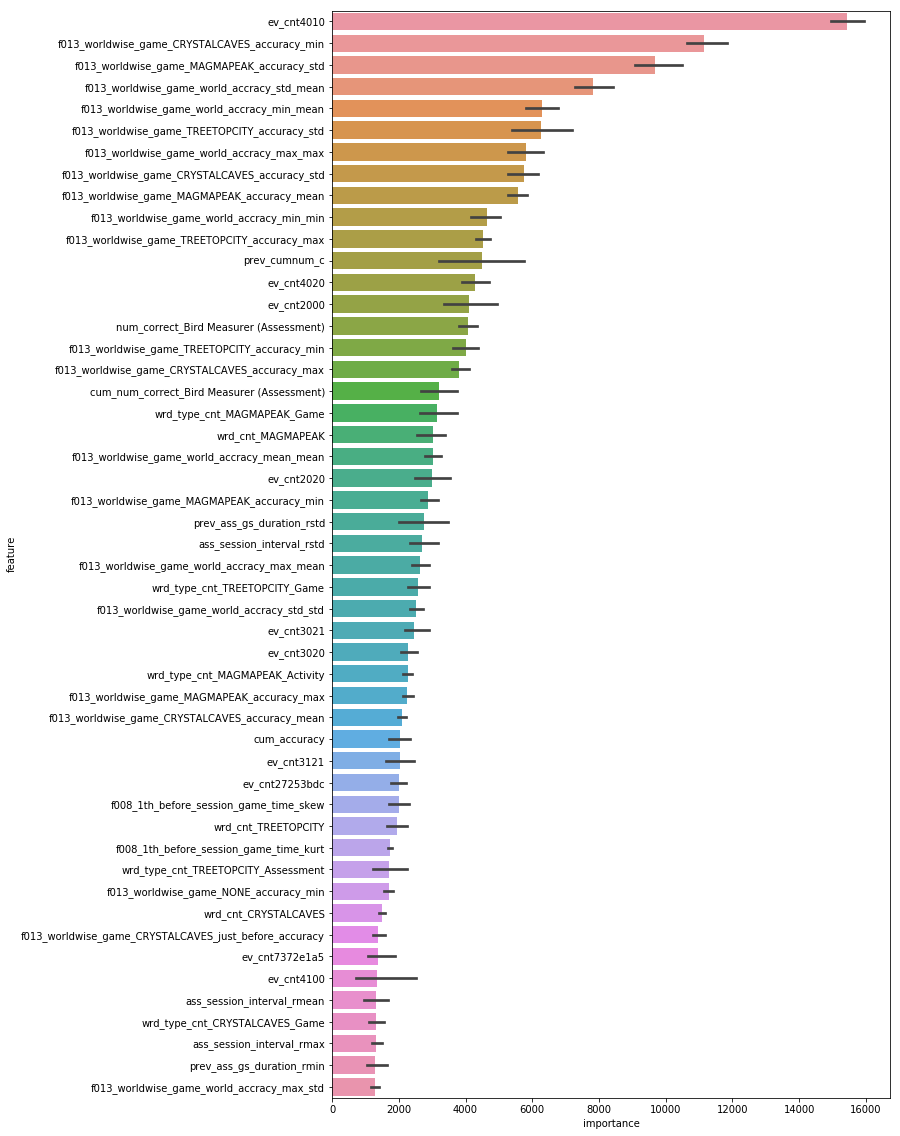 ev_cnt4010
f013_worldwise_game_CRYSTALCAVES_accuracy_min
f013_worldwise_game_MAGMAPEAK_accuracy_std
f013_worldwise_game_world_accracy_std_mean
f013_worldwise_game_world_accracy_min_mean
f013_worldwise_game_TREETOPCITY_accuracy_std
f013_worldwise_game_world_accracy_max_max
f013_worldwise_game_CRYSTALCAVES_accuracy_std
f013_worldwise_game_MAGMAPEAK_accuracy_mean
f013_worldwise_game_world_accracy_min_min
f013_worldwise_game_TREETOPCITY_accuracy_max
prev_cumnum_c
ev_cnt4020
ev_cnt2000
num_correct_Bird Measurer (Assessment)
f013_worldwise_game_TREETOPCITY_accuracy_min
f013_worldwise_game_CRYSTALCAVES_accuracy_max
cum_num_correct_Bird Measurer (Assessment)
wrd_type_cnt_MAGMAPEAK_Game
wrd_cnt_MAGMAPEAK
f013_worldwise_game_world_accracy_mean_mean
ev_cnt2020
f013_worldwise_game_MAGMAPEAK_accuracy_min
prev_ass_gs_duration_rstd
ass_session_interval_rstd
f013_worldwise_game_world_accracy_max_mean
wrd_type_cnt_TREETOPCITY_Game
f013_worldwise_game_world_accracy_std_std
ev_cnt3021
ev_cnt3020
wrd_type_cnt_MAGMAPEAK_Activity
f013_worldwise_game_MAGMAPEAK_accuracy_max
f013_worldwise_game_CRYSTALCAVES_accuracy_mean
cum_accuracy
ev_cnt3121
ev_cnt27253bdc
f008_1th_before_session_game_time_skew
wrd_cnt_TREETOPCITY
f008_1th_before_session_game_time_kurt
wrd_type_cnt_TREETOPCITY_Assessment
f013_worldwise_game_NONE_accuracy_min
wrd_cnt_CRYSTALCAVES
f013_worldwise_game_CRYSTALCAVES_just_before_accuracy
ev_cnt7372e1a5
ev_cnt4100
ass_session_interval_rmean
wrd_type_cnt_CRYSTALCAVES_Game
ass_session_interval_rmax
prev_ass_gs_duration_rmin
f013_worldwise_game_world_accracy_max_std
feature
0 2000 4000 6000 8000 10000 12000 14000 16000
importance